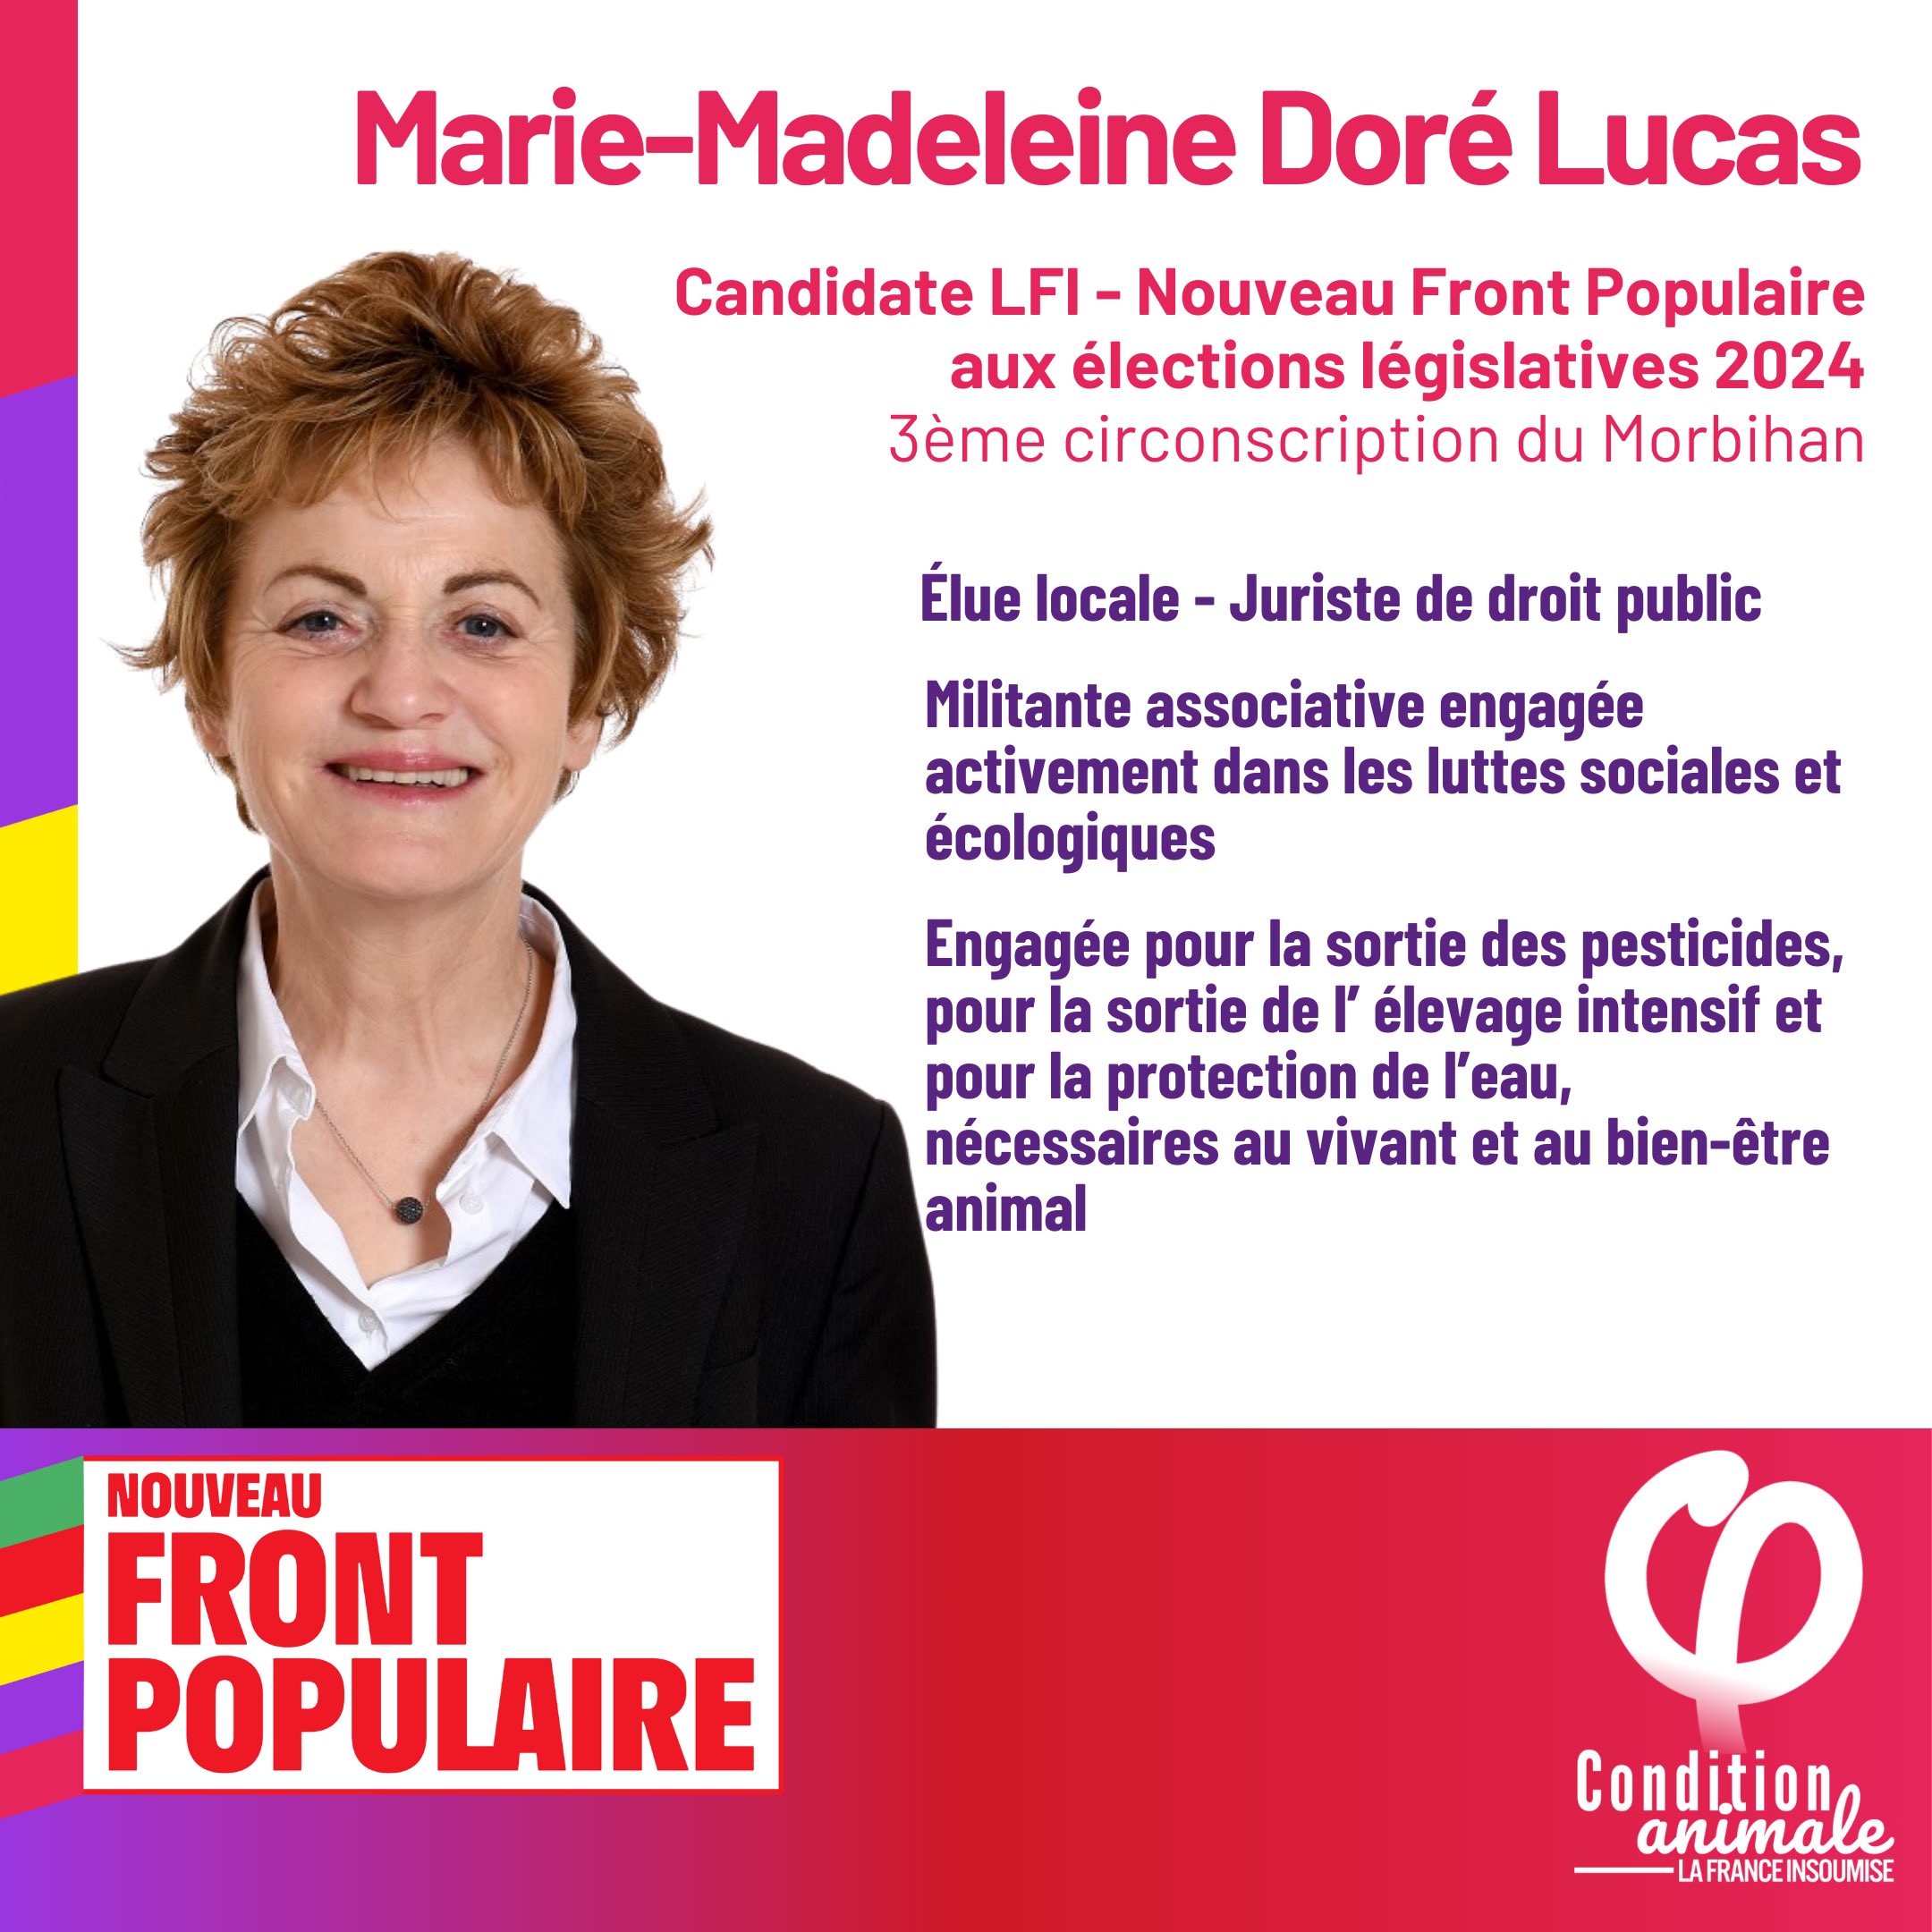 Marie-Madeleine Doré Lucas
Candidate LFI - Nouveau Front Populaire
aux élections législatives 2024
3ème circonscription du Morbihan
Élue locale - Juriste de droit public
Militante associative engagée
activement dans les luttes sociales et
écologiques
Engagée pour la sortie des pesticides,
pour la sortie de l’ élevage intensif et
pour la protection de l’eau,
nécessaires au vivant et au bien-être
animal
NOUVEAU
FRONT
POPULAIRE
Condition
animale
LA FRANCE INSOUMISE